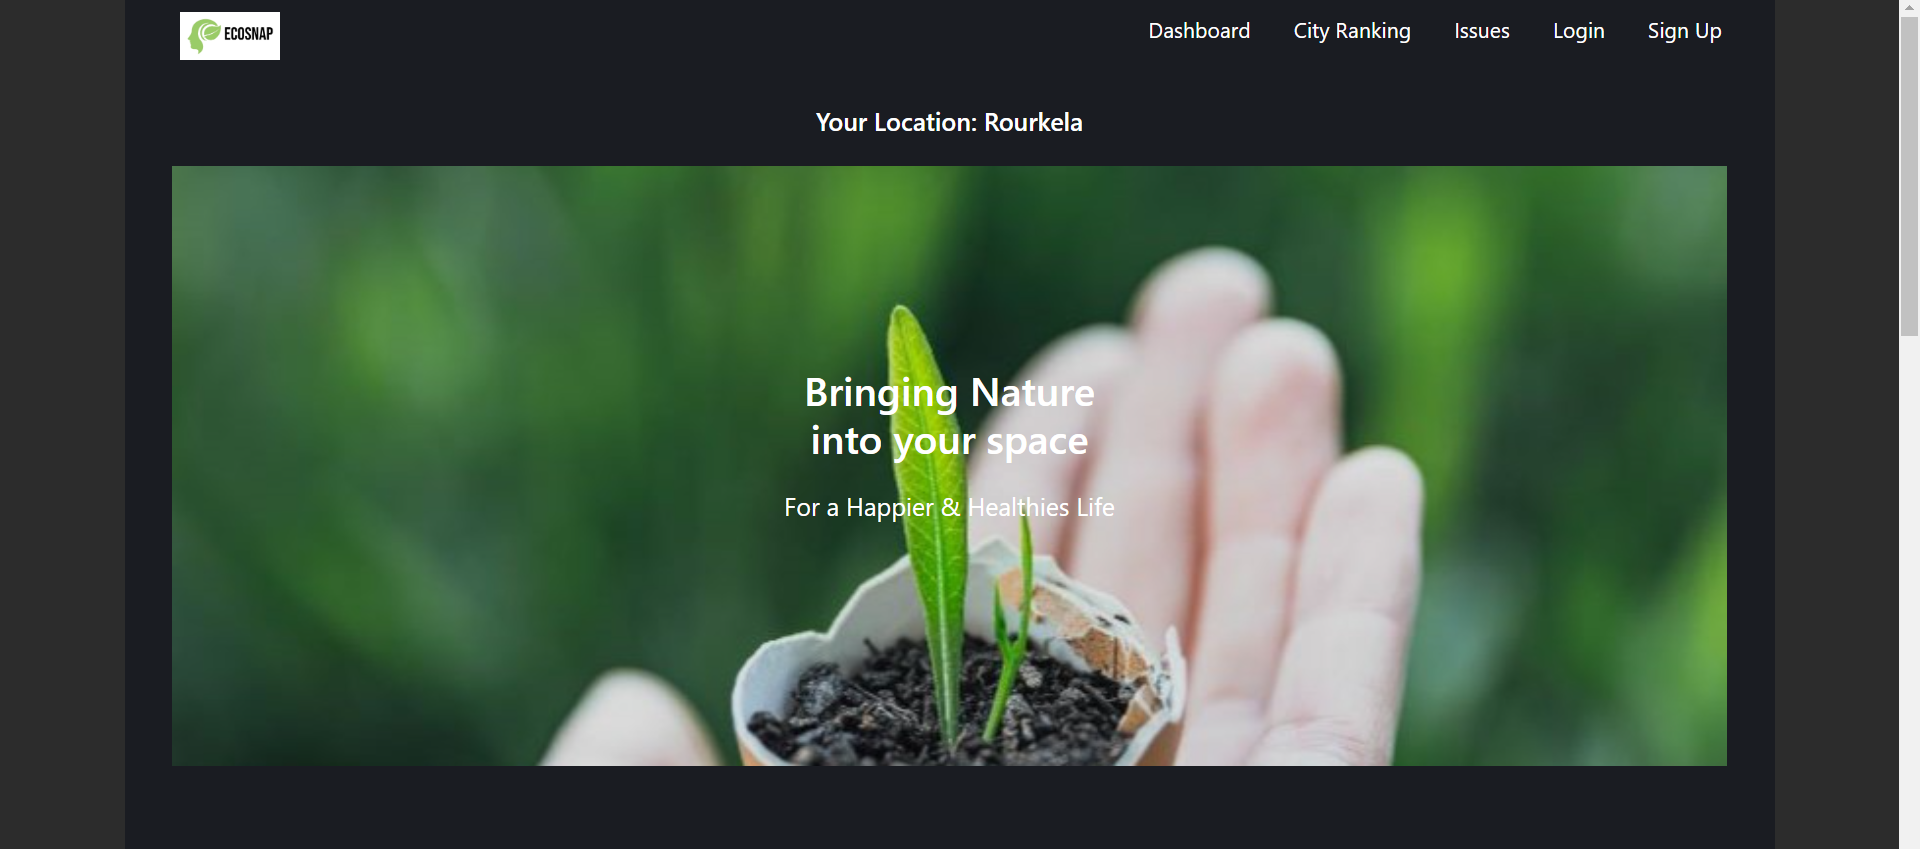 ECOSNAP
Dashboard City Ranking Issues Login Sign Up
Your Location: Rourkela
Bringing Nature
into your space
For a Happier & Healthies Life